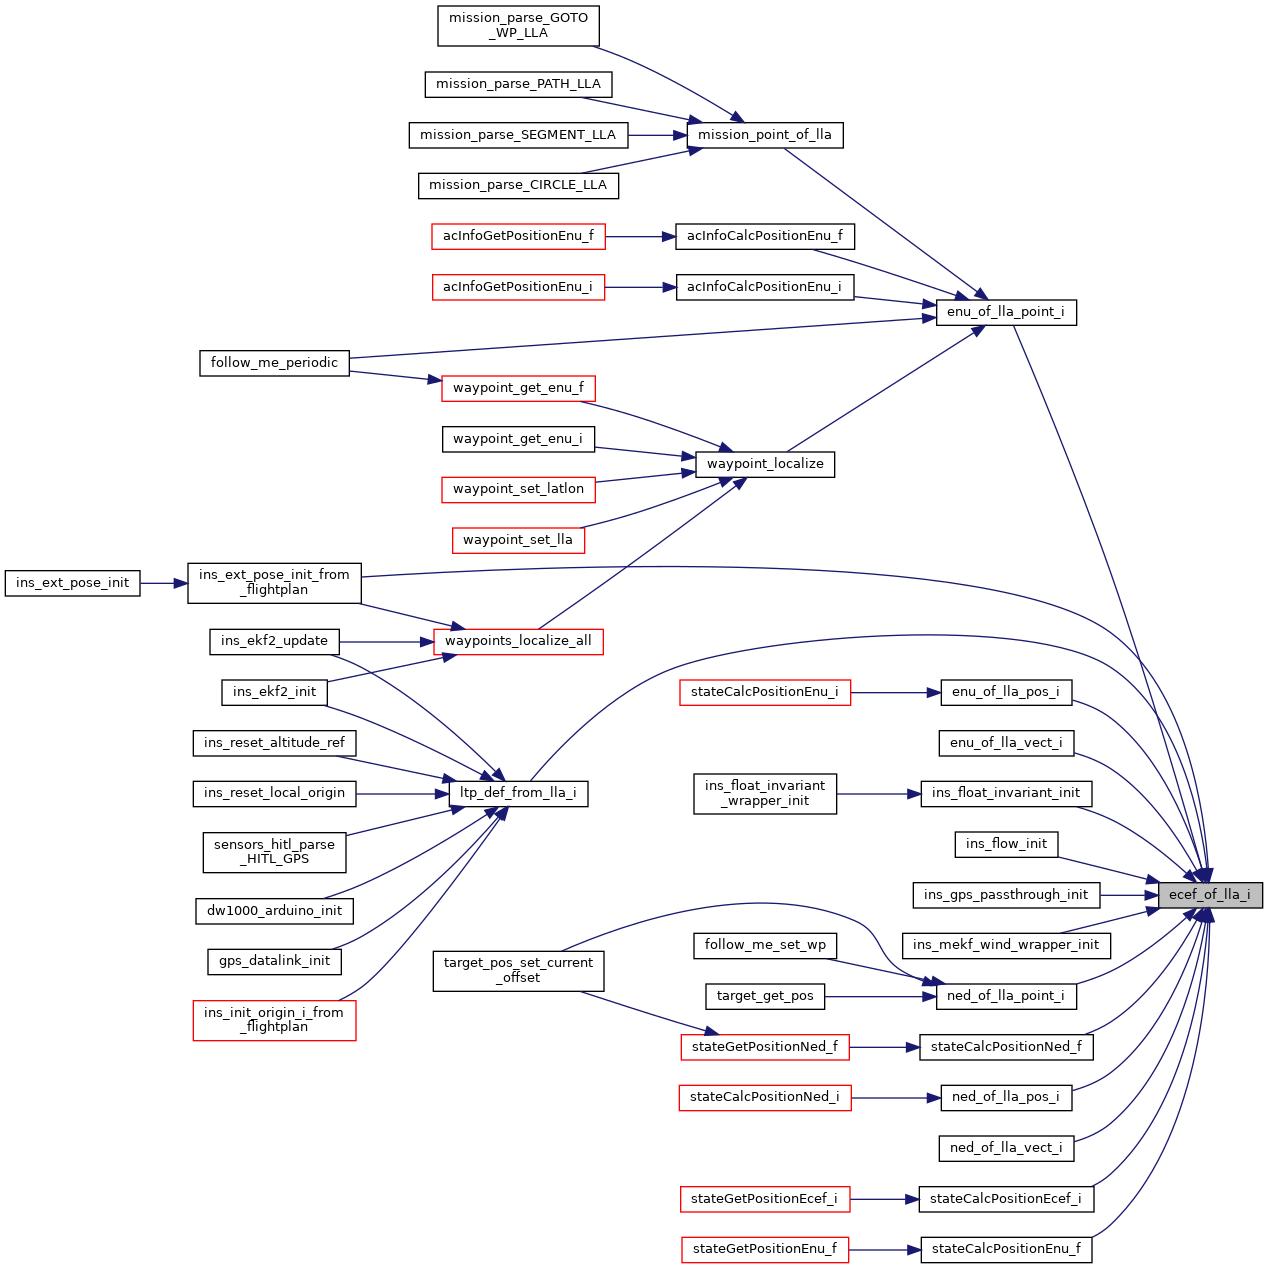 mission_parse_GOTO
_WP_LLA
mission_parse_PATH_LLA
mission_parse_SEGMENT_LLA
mission_point_of_lla
mission_parse_CIRCLE_LLA
acInfoGetPositionEnu_f
acInfoCalcPositionEnu_f
acInfoGetPositionEnu_i
acInfoCalcPositionEnu_i
enu_of_lla_point_i
follow_me_periodic
waypoint_get_enu_f
waypoint_get_enu_i
waypoint_localize
waypoint_set_latlon
waypoint_set_lla
ins_ext_pose_init
ins_ext_pose_init_from
_flightplan
ins_ekf2_update
waypoints_localize_all
ins_ekf2_init
stateCalcPositionEnu_i
enu_of_lla_pos_i
ins_reset_altitude_ref
enu_of_lla_vect_i
ins_reset_local_origin
ltp_def_from_lla_i
ins_float_invariant
_wrapper_init
ins_float_invariant_init
sensors_hitl_parse
_HITL_GPS
ins_flow_init
ins_gps_passthrough_init
ecef_of_lla_i
dw1000_arduino_init
follow_me_set_wp
ins_mekf_wind_wrapper_init
gps_datalink_init
target_pos_set_current
_offset
target_get_pos
ned_of_lla_point_i
ins_init_origin_i_from
_flightplan
stateGetPositionNed_f
stateCalcPositionNed_f
stateCalcPositionNed_i
ned_of_lla_pos_i
ned_of_lla_vect_i
stateGetPositionEcef_i
stateCalcPositionEcef_i
stateGetPositionEnu_f
stateCalcPositionEnu_f